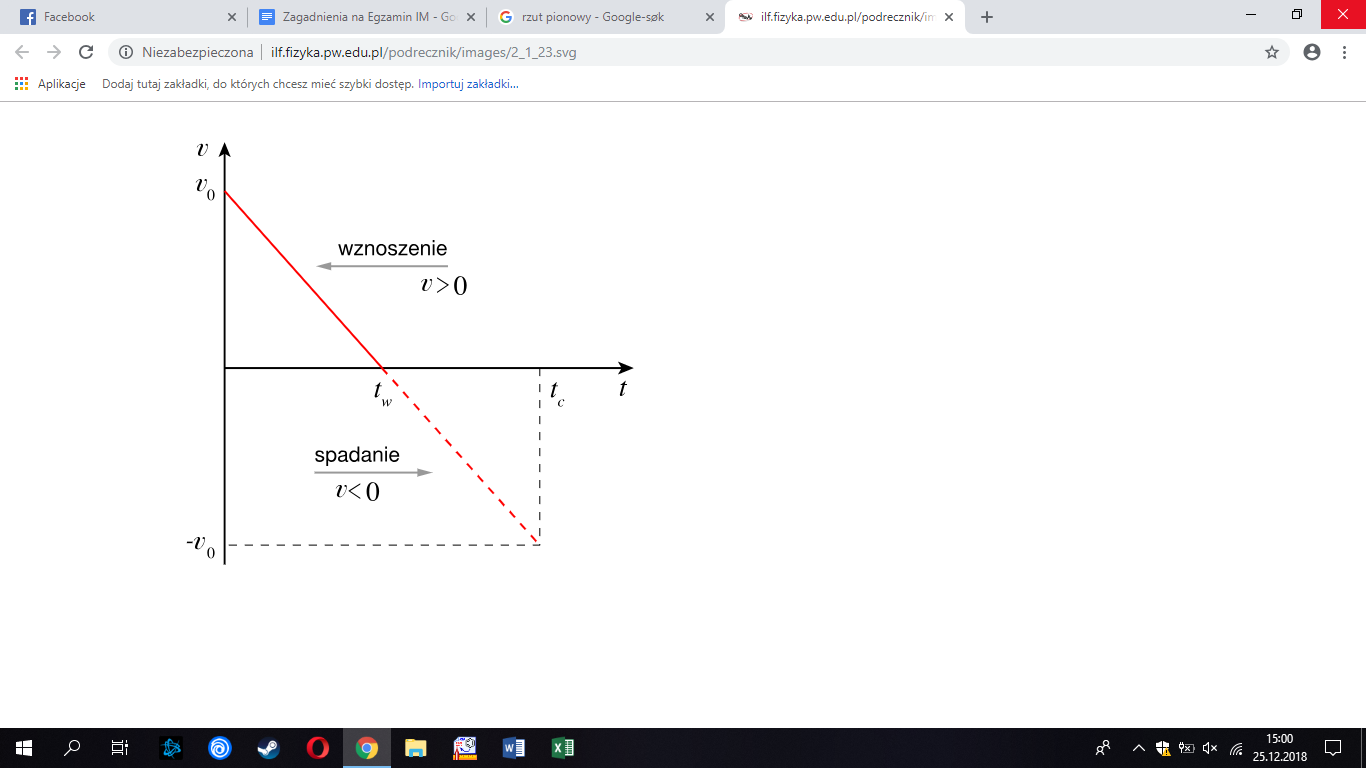 Facebook
Zagadnienia na Egzamin IM - Go
rzut pionowy - Google-søk
ilf.fizyka.pw.edu.pl/podrecznik/im
Niezabezpieczona
ilf.fizyka.pw.edu.pl/podrecznik/images/2_1_23.svg
Aplikacje
Dodaj tutaj zakładki, do których chcesz mieć szybki dostęp. Importuj zakładki...
v
v0
wznoszenie
v>0
tw
tc
t
spadanie
v<0
-v0
15:00
25.12.2018